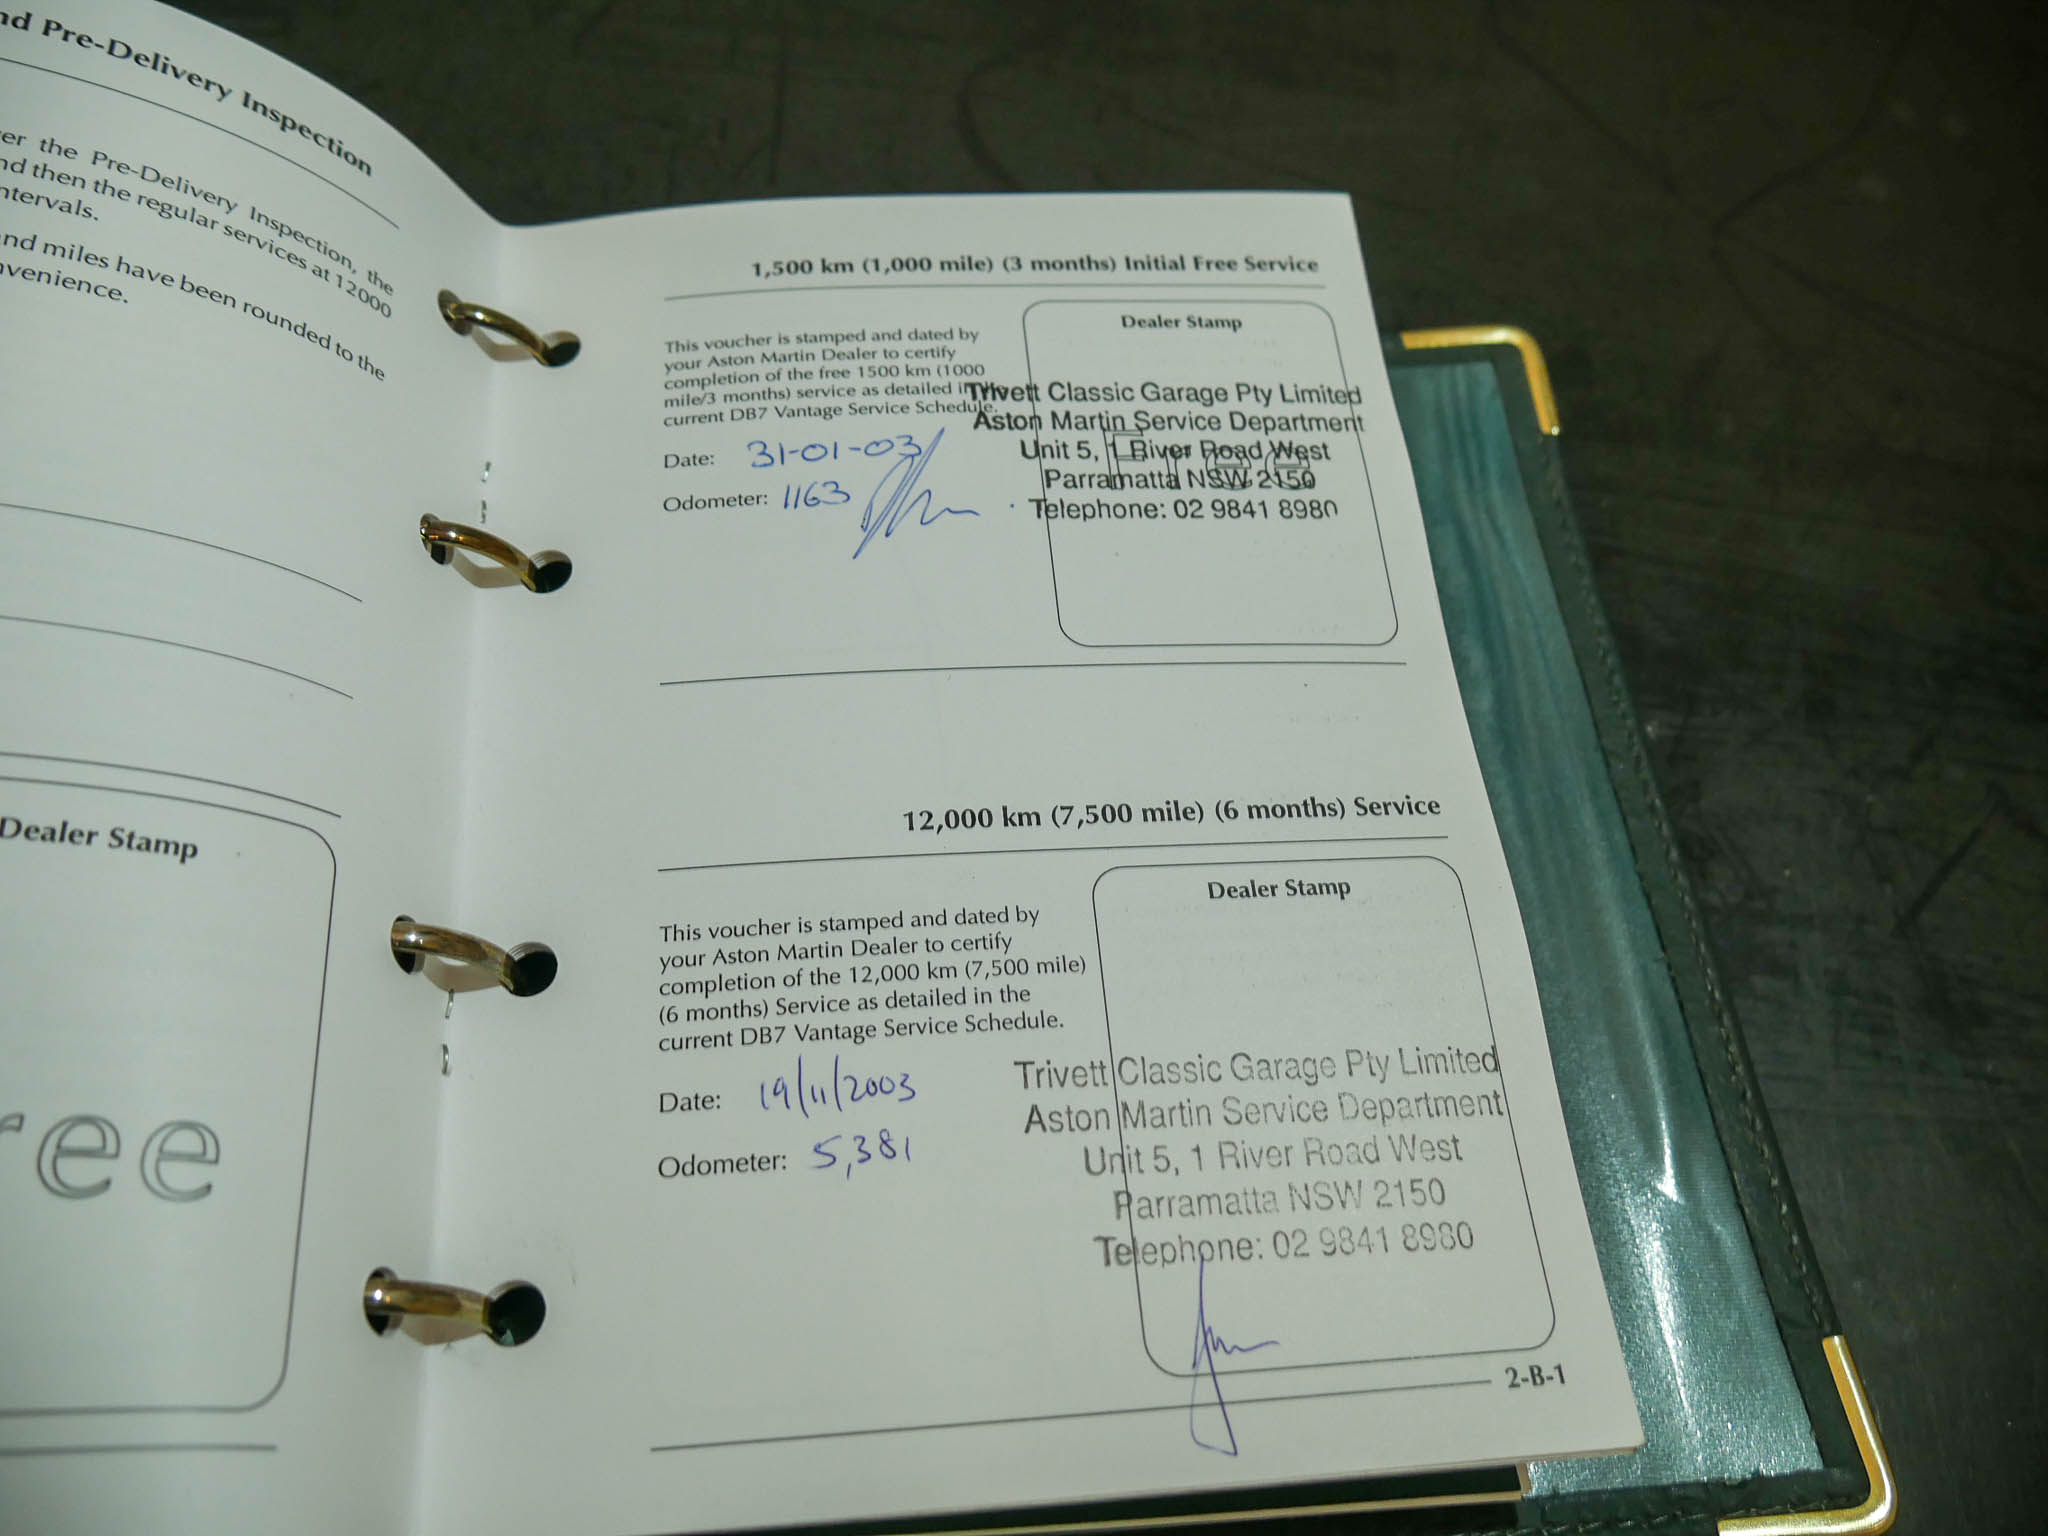 nd Pre-Delivery Inspection
er the Pre-Delivery Inspection, the
nd then the regular services at 12000
ntervals.
nd miles have been rounded to the
nvenience.
Dealer Stamp
ree
1,500 km (1,000 mile) (3 months) Initial Free Service
This voucher is stamped and dated by
your Aston Martin Dealer to certify
completion of the free 1500 km (1000
mile/3 months) service as detailed in
current DB7 Vantage Service Schedule.
Date: 31-01-03
Odometer: 1163
Dealer Stamp
Trivett Classic Garage Pty Limited
Aston Martin Service Department
Unit 5, 1 River Road West
Parramatta NSW 2150
Telephone: 02 9841 8980
Free
12,000 km (7,500 mile) (6 months) Service
This voucher is stamped and dated by
your Aston Martin Dealer to certify
completion of the 12,000 km (7,500 mile)
(6 months) Service as detailed in the
current DB7 Vantage Service Schedule.
Date: 19/11/2003
Odometer: 5,381
Dealer Stamp
Trivett Classic Garage Pty Limited
Aston Martin Service Department
Unit 5, 1 River Road West
Parramatta NSW 2150
Telephone: 02 9841 8980
2-B-1